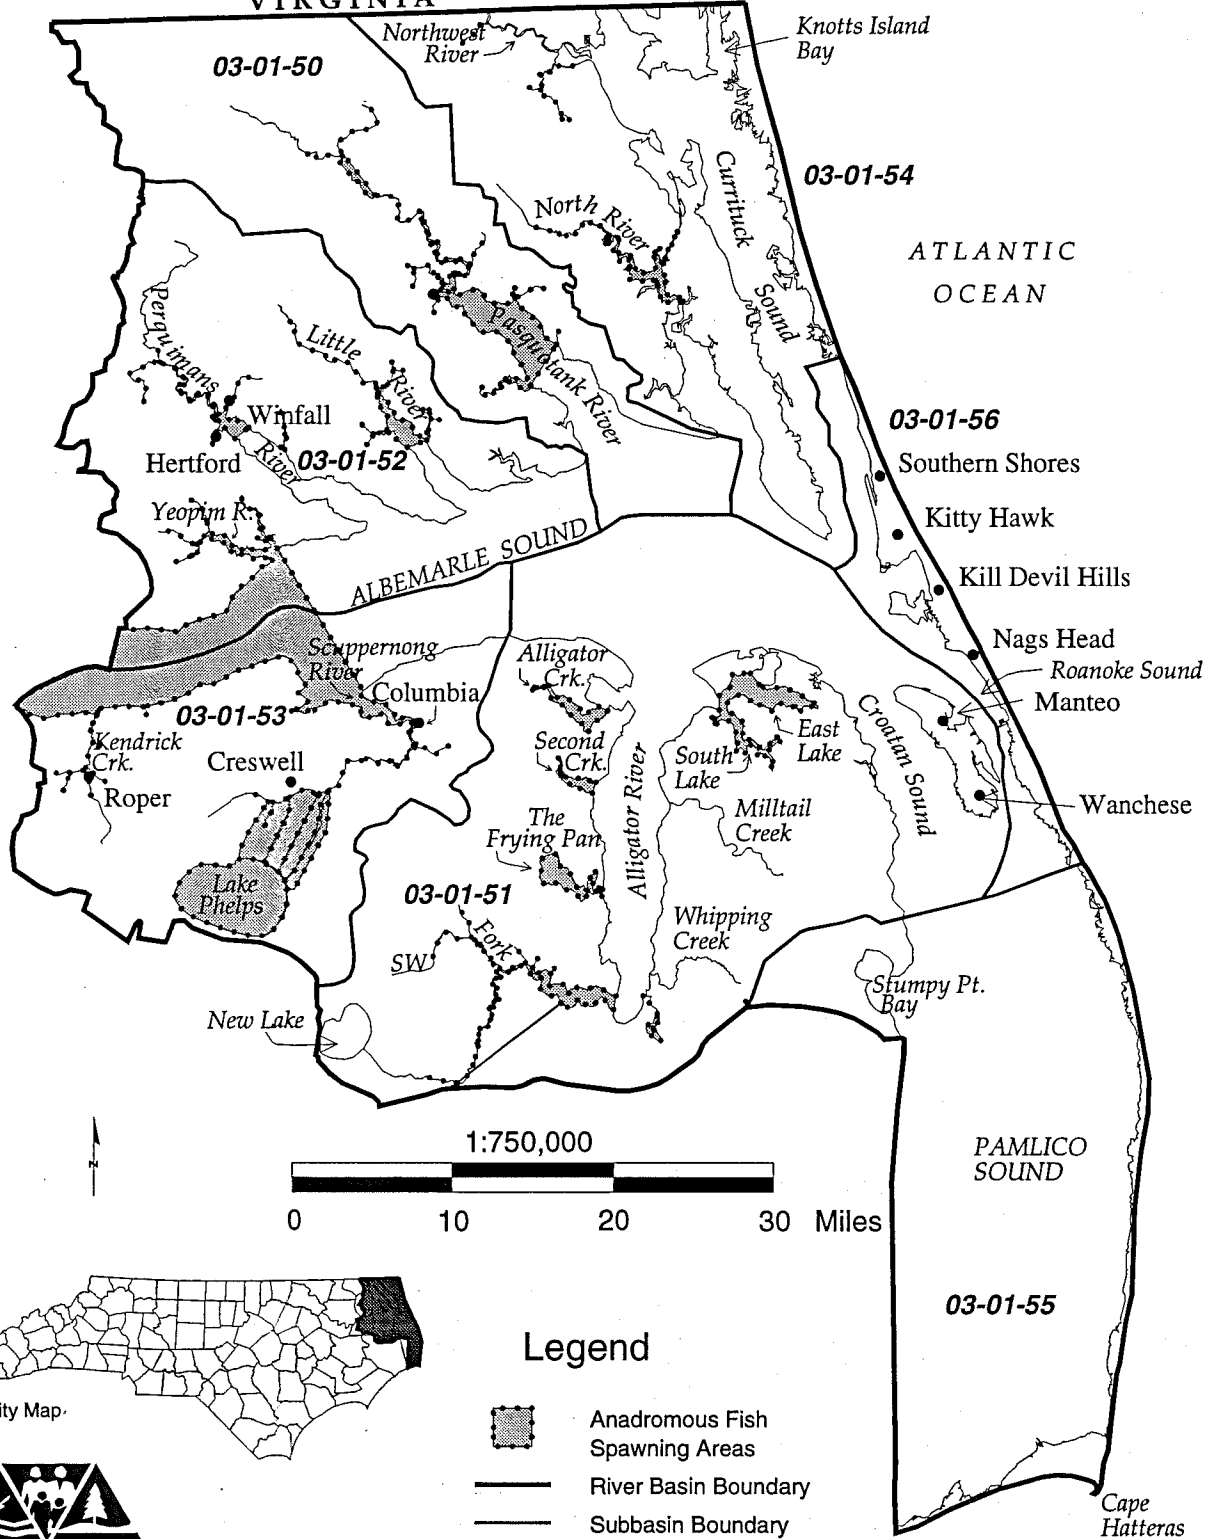 VIRGINIA
Northwest
River
Knotts Island
Bay
03-01-50
03-01-54
Currituck
Sound
North River
ATLANTIC
OCEAN
Perquimans
River
Little
River
Pasquotank River
Winfall
Hertford
03-01-52
03-01-56
Southern Shores
Yeopim R.
Kitty Hawk
ALBEMARLE SOUND
Kill Devil Hills
Nags Head
Roanoke Sound
Manteo
Scuppernong
River
Columbia
Alligator
Crk.
03-01-53
Kendrick
Crk.
Creswell
Roper
Second
Crk.
South
Lake
East
Lake
Croatan Sound
Alligator River
Milltail
Creek
Wanchese
The
Frying Pan
Lake
Phelps
03-01-51
Whipping
Creek
SW
Fork
Stumpy Pt.
Bay
New Lake
1:750,000
N
0 10 20 30 Miles
PAMLICO
SOUND
03-01-55
ity Map
Legend
Anadromous Fish
Spawning Areas
River Basin Boundary
Subbasin Boundary
Cape
Hatteras